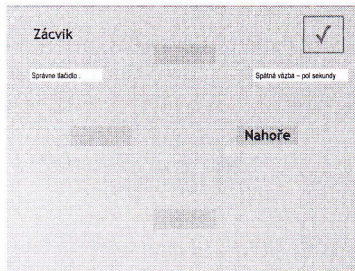 Zácvik
Správne tlačidlo
Spätná väzba – pol sekundy
Nahoře